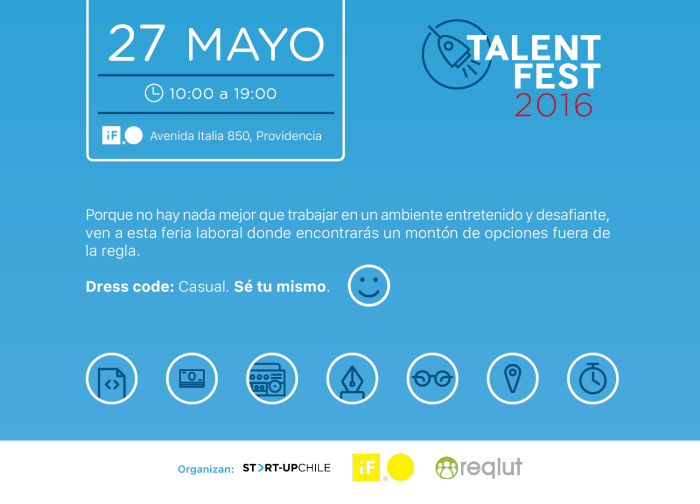 27 MAYO
10:00 a 19:00
iF Avenida Italia 850, Providencia
TALENT
FEST
2016
Porque no hay nada mejor que trabajar en un ambiente entretenido y desafiante,
ven a esta feria laboral donde encontrarás un montón de opciones fuera de
la regla.
Dress code: Casual. Sé tu mismo.
Organizan: START-UPCHILE iF reqlut